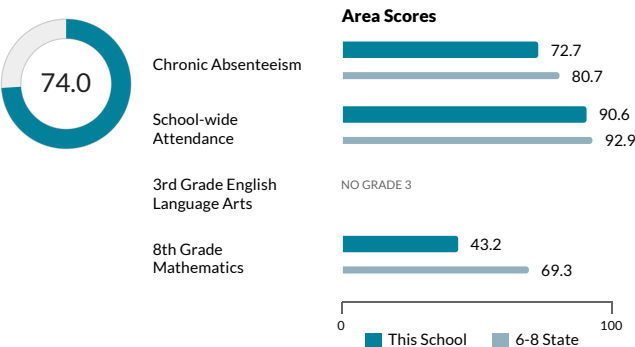 Area Scores
74.0
Chronic Absenteeism
72.7
80.7
School-wide
Attendance
90.6
92.9
3rd Grade English
Language Arts
NO GRADE 3
8th Grade
Mathematics
43.2
69.3
0
100
This School
6-8 State